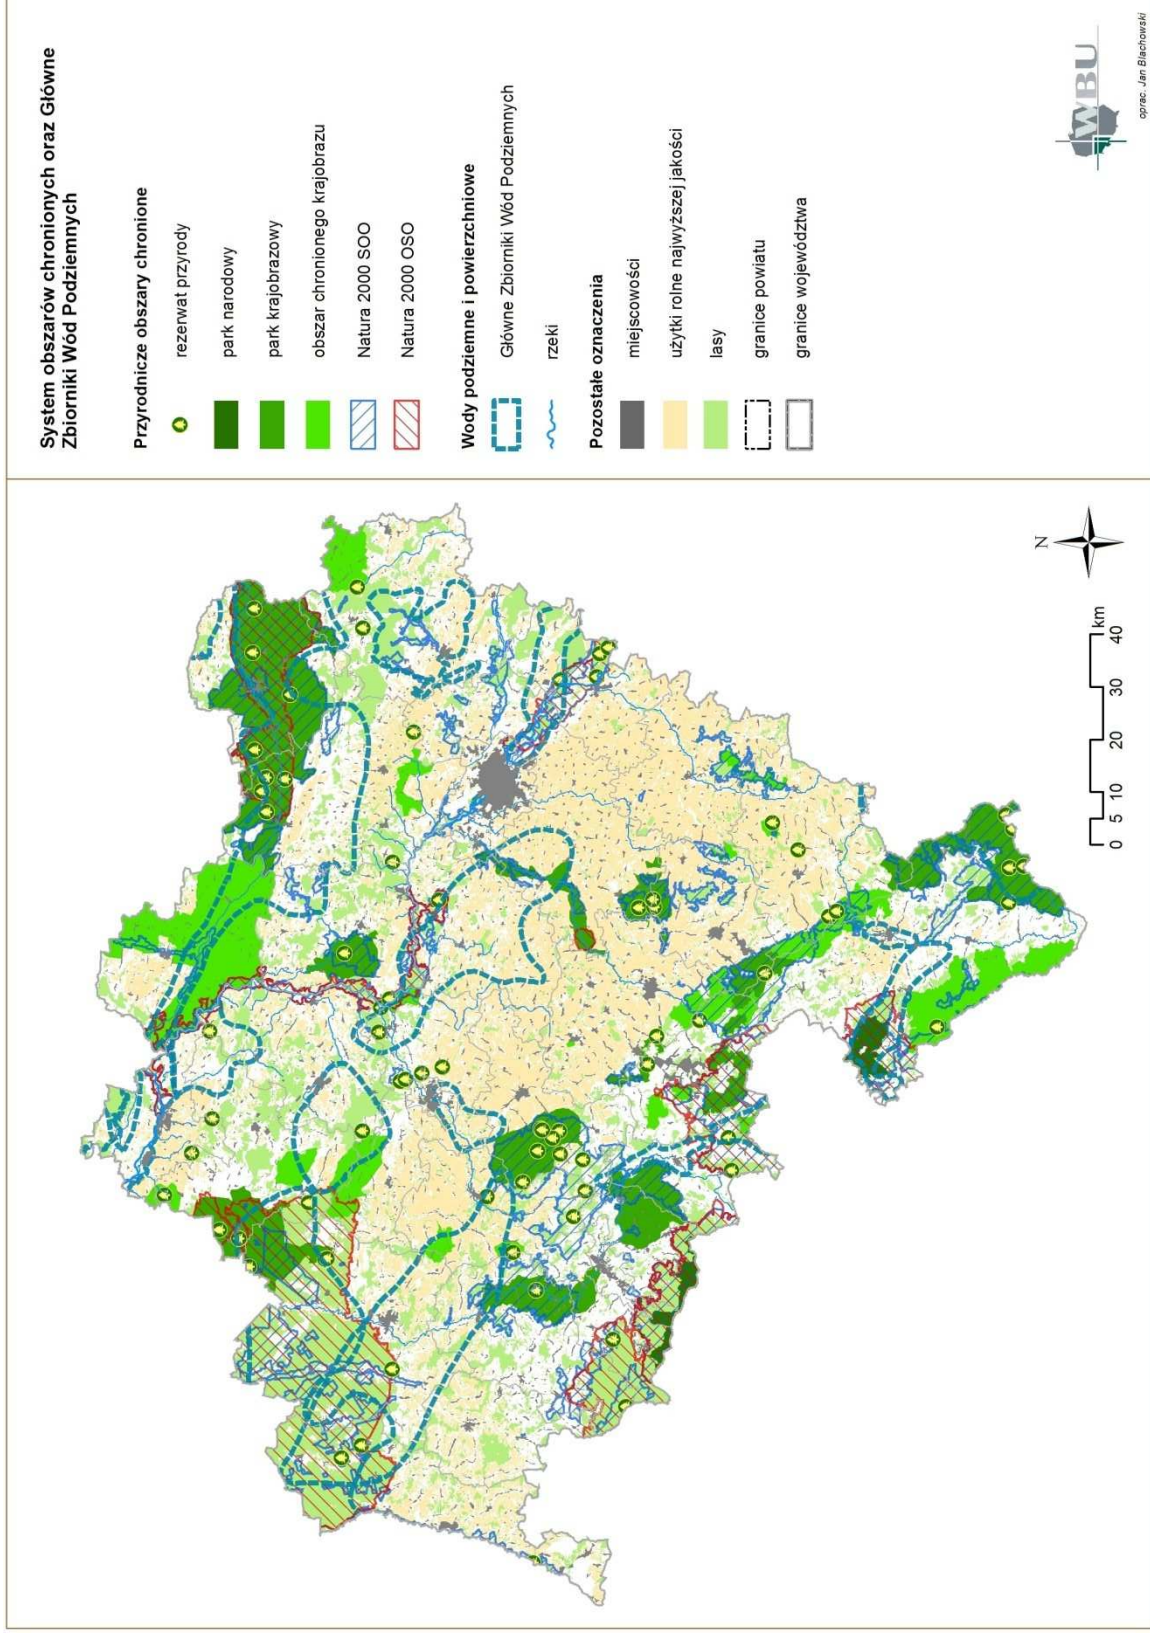 System obszarów chronionych oraz Główne
Zbiorniki Wód Podziemnych
Przyrodnicze obszary chronione
rezerwat przyrody
park narodowy
park krajobrazowy
obszar chronionego krajobrazu
Natura 2000 SOO
Natura 2000 OSO
Wody podziemne i powierzchniowe
Główne Zbiorniki Wód Podziemnych
rzeki
Pozostałe oznaczenia
miejscowości
użytki rolne najwyższej jakości
lasy
granice powiatu
granice województwa
N
0 5 10 20 30 40
km
WBU
oprac. Jan Blachowski